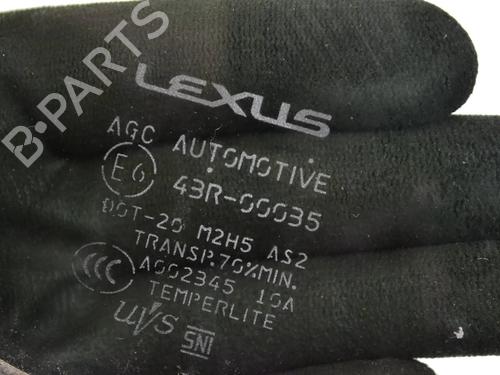 B-PARTS
LEXUS
AGC AUTOMOTIVE
E6 43R-00035
DOT-20 M2H5 AS2
TRANSP.70%MIN.
CCC A002345 10A
TEMPERLITE
uVs SNI